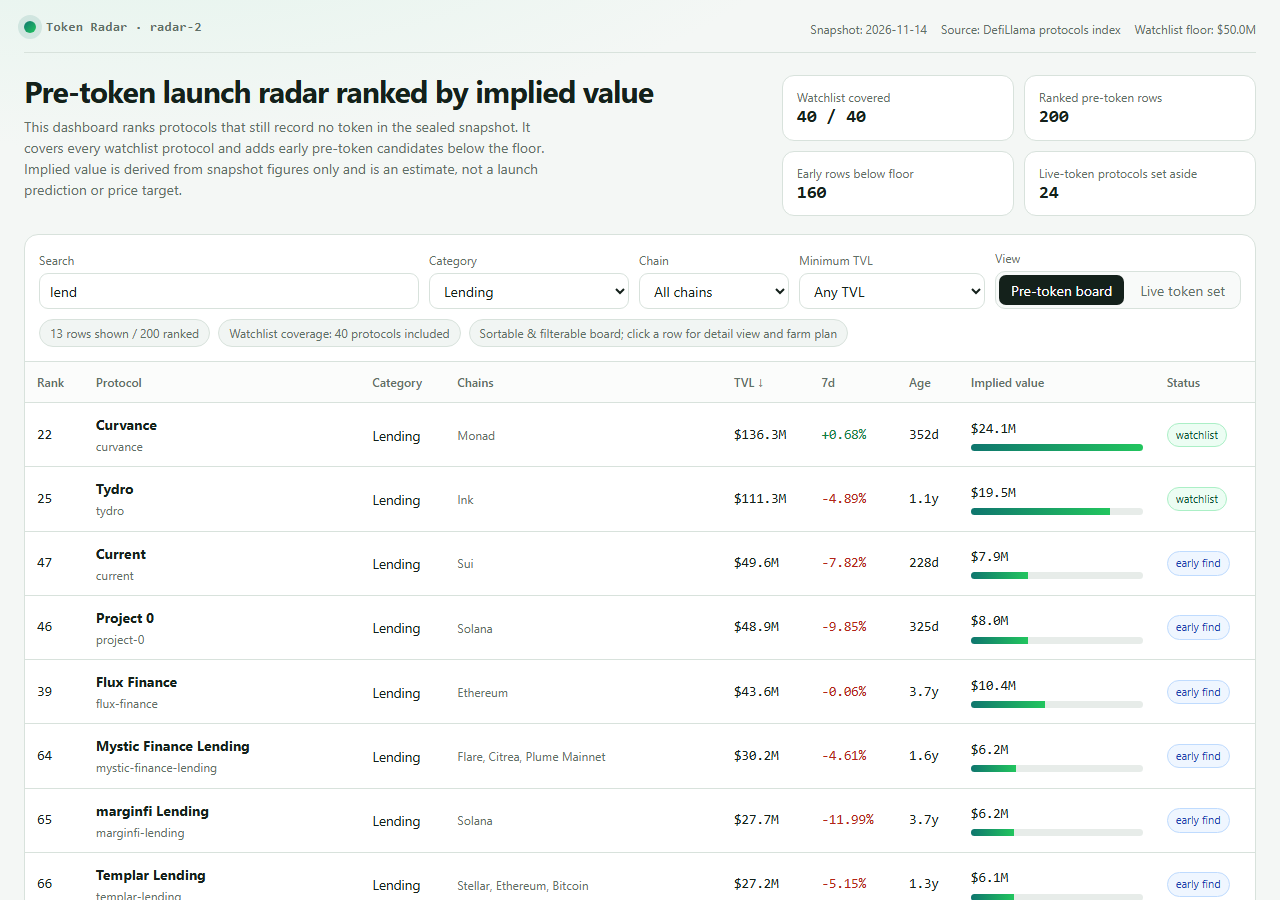 Token Radar · radar-2
Snapshot: 2026-11-14 Source: DefiLlama protocols index Watchlist floor: $50.0M
Pre-token launch radar ranked by implied value
This dashboard ranks protocols that still record no token in the sealed snapshot. It
covers every watchlist protocol and adds early pre-token candidates below the floor.
Implied value is derived from snapshot figures only and is an estimate, not a launch
prediction or price target.
Watchlist covered
40 / 40
Ranked pre-token rows
200
Early rows below floor
160
Live-token protocols set aside
24
Search Category Chain Minimum TVL View
lend Lending All chains Any TVL Pre-token board Live token set
13 rows shown / 200 ranked Watchlist coverage: 40 protocols included Sortable & filterable board; click a row for detail view and farm plan
Rank Protocol Category Chains TVL ↓ 7d Age Implied value Status
22 Curvance Lending Monad $136.3M +0.68% 352d $24.1M watchlist
curvance
25 Tydro Lending Ink $111.3M -4.89% 1.1y $19.5M watchlist
tydro
47 Current Lending Sui $49.6M -7.82% 228d $7.9M early find
current
46 Project 0 Lending Solana $48.9M -9.85% 325d $8.0M early find
project-0
39 Flux Finance Lending Ethereum $43.6M -0.06% 3.7y $10.4M early find
flux-finance
64 Mystic Finance Lending Lending Flare, Citrea, Plume Mainnet $30.2M -4.61% 1.6y $6.2M early find
mystic-finance-lending
65 marginfi Lending Lending Solana $27.7M -11.99% 3.7y $6.2M early find
marginfi-lending
66 Templar Lending Lending Stellar, Ethereum, Bitcoin $27.2M -5.15% 1.3y $6.1M early find
templar-lending